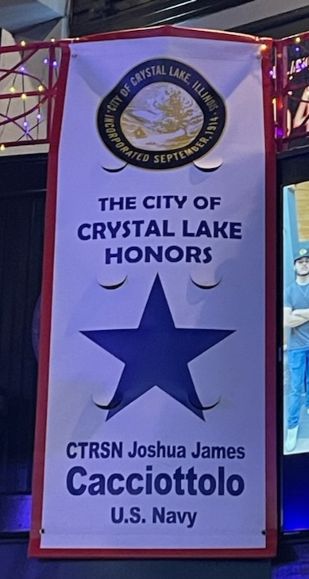 CITY OF CRYSTAL LAKE, ILLINOIS
INCORPORATED SEPTEMBER, 1914
THE CITY OF
CRYSTAL LAKE
HONORS
CTRSN Joshua James
Cacciottolo
U.S. Navy